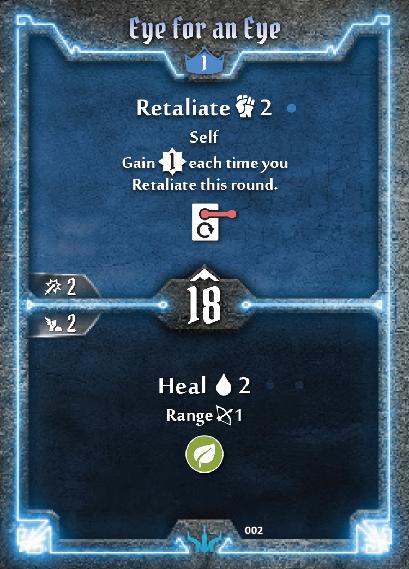 Eye for an Eye
1
Retaliate 2
Self
Gain 1 each time you
Retaliate this round.
2
18
2
Heal 2
Range 1
002